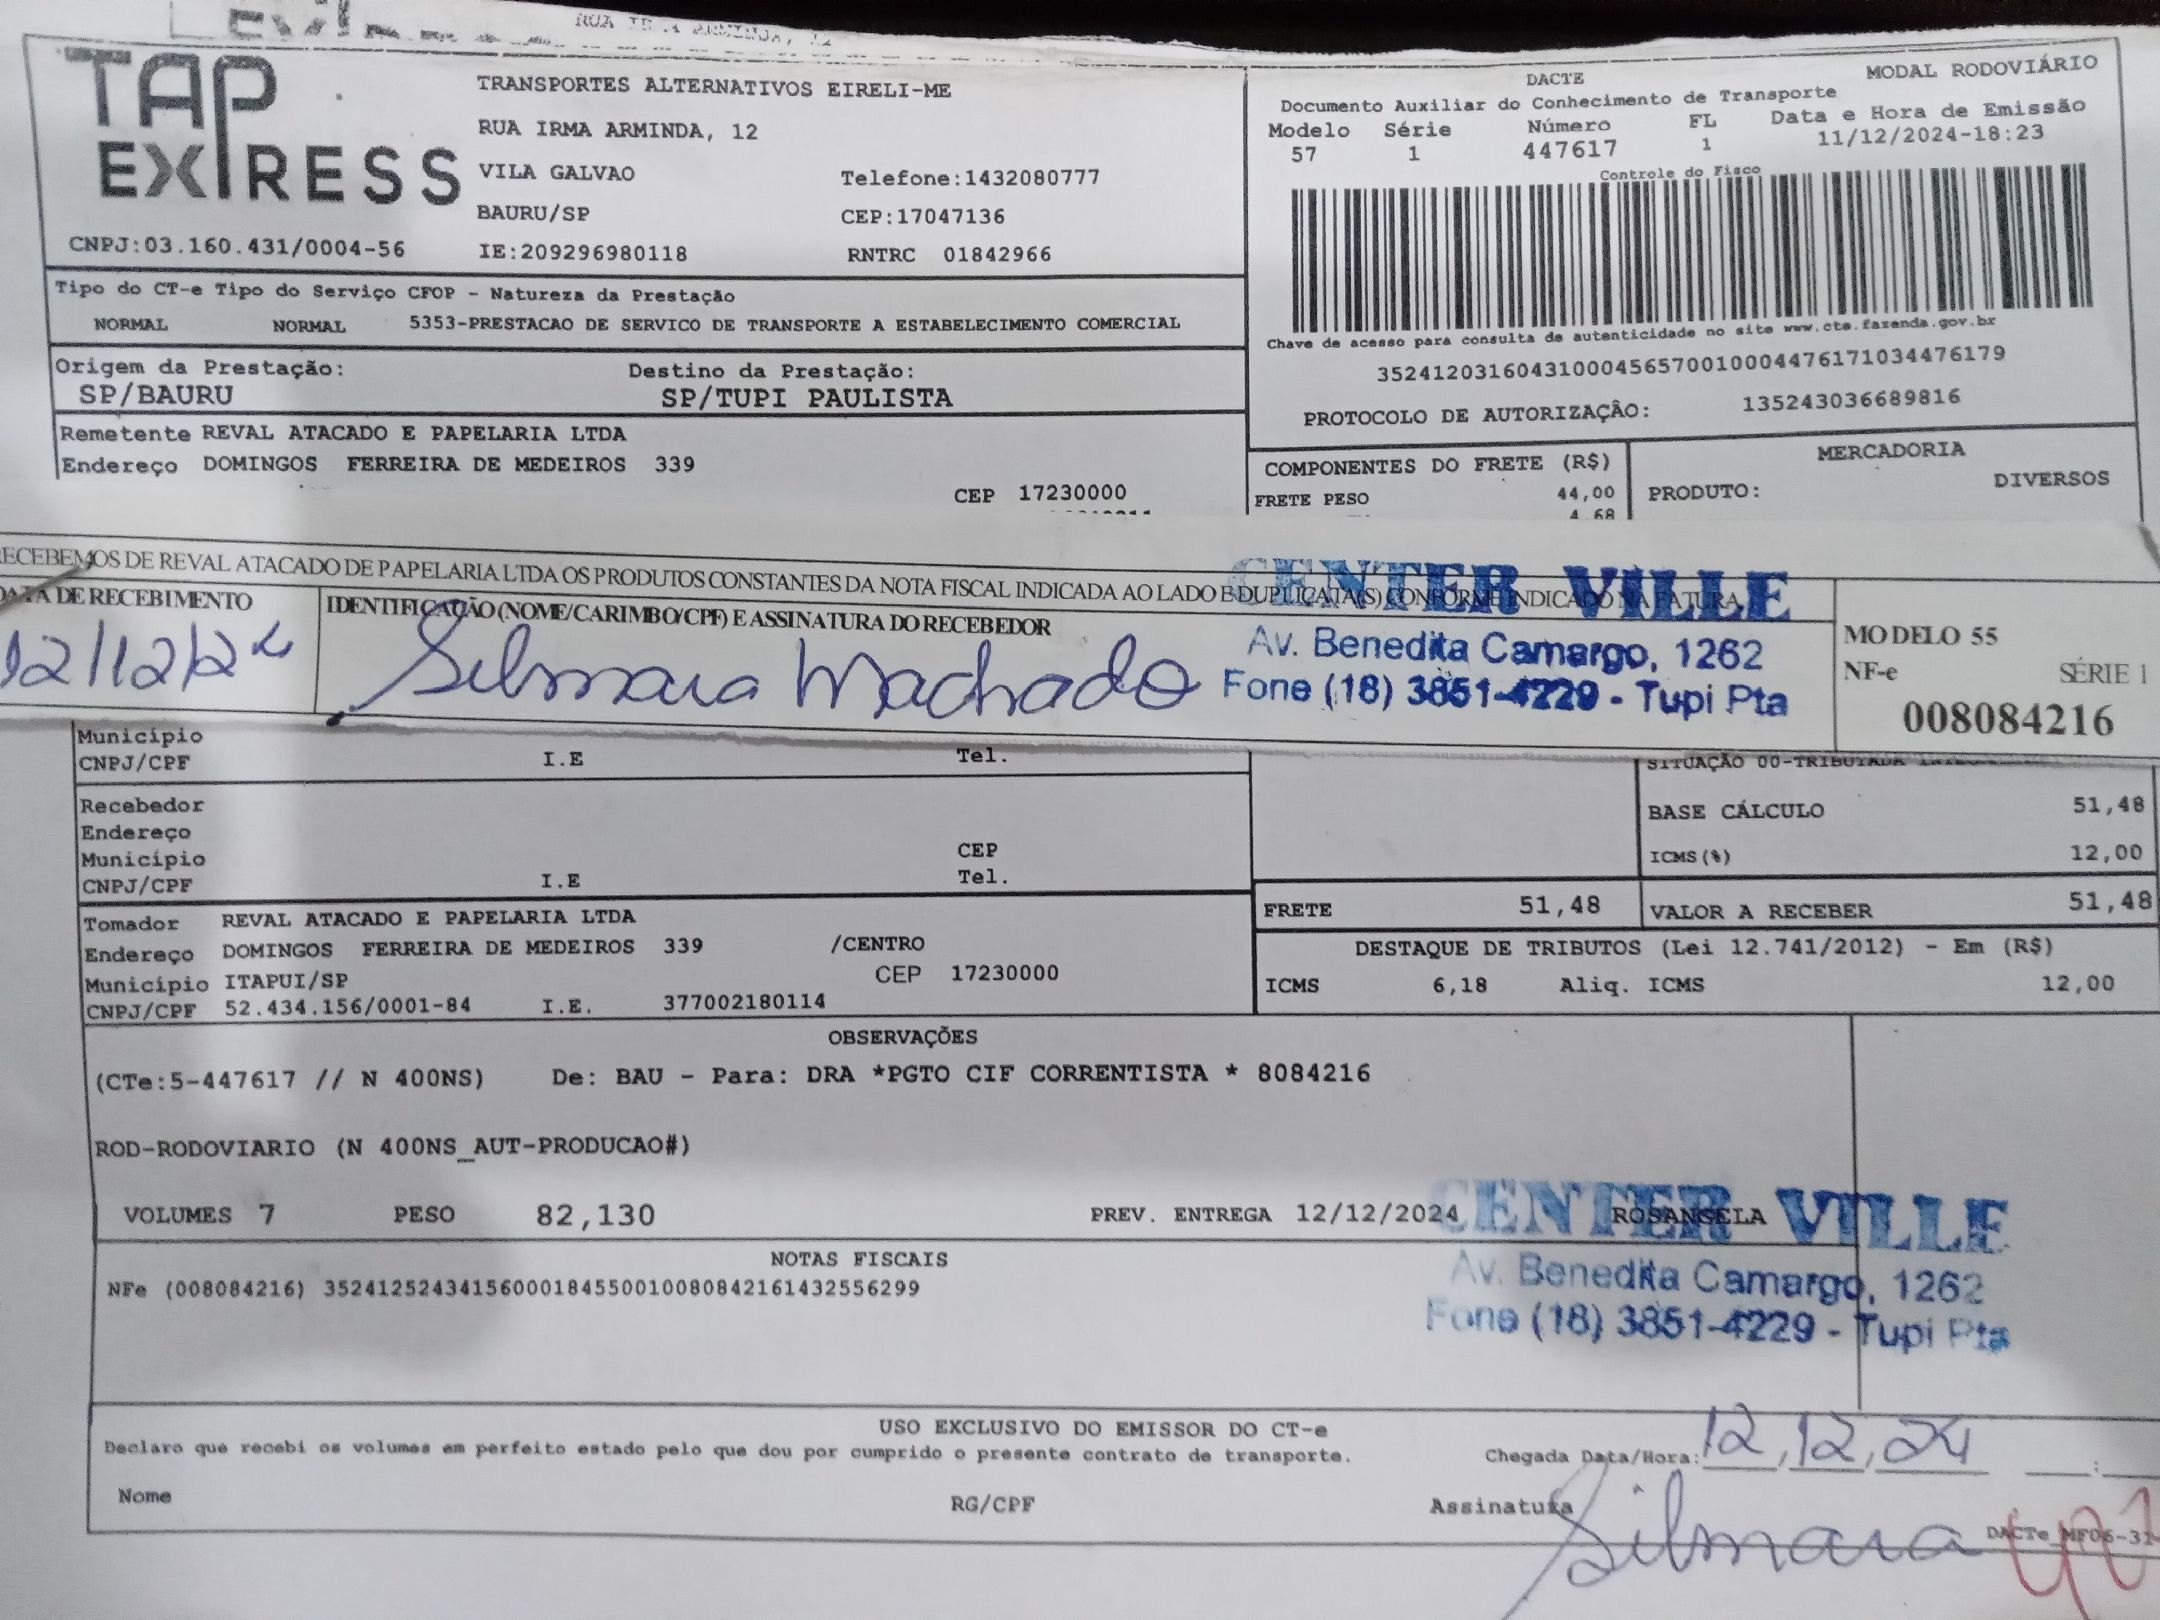 RUA IRMA ARMINDA, 12
TAP EXPRESS
TRANSPORTES ALTERNATIVOS EIRELI-ME
RUA IRMA ARMINDA, 12
VILA GALVAO
Telefone:1432080777
BAURU/SP
CEP:17047136
CNPJ:03.160.431/0004-56
IE:209296980118
RNTRC 01842966
DACTE
MODAL RODOVIÁRIO
Documento Auxiliar do Conhecimento de Transporte
Modelo Série Número FL Data e Hora de Emissão
57 1 447617 1 11/12/2024-18:23
Controle do Fisco
Chave de acesso para consulta de autenticidade no site www.cte.fazenda.gov.br
35241203160431000456570010004476171034476179
PROTOCOLO DE AUTORIZAÇÃO: 135243036689816
Tipo do CT-e Tipo do Serviço CFOP - Natureza da Prestação
NORMAL NORMAL 5353-PRESTACAO DE SERVICO DE TRANSPORTE A ESTABELECIMENTO COMERCIAL
Origem da Prestação: Destino da Prestação:
SP/BAURU SP/TUPI PAULISTA
Remetente REVAL ATACADO E PAPELARIA LTDA
Endereço DOMINGOS FERREIRA DE MEDEIROS 339
CEP 17230000
COMPONENTES DO FRETE (R$)
FRETE PESO 44,00
4,68
MERCADORIA
PRODUTO: DIVERSOS
ECEBEMOS DE REVAL ATACADO DE PAPELARIA LTDA OS PRODUTOS CONSTANTES DA NOTA FISCAL INDICADA AO LADO E DUPLICATA(S) CONFORME INDICADO NA FATURA
DATA DE RECEBIMENTO
12/12/24
IDENTIFICAÇÃO (NOME/CARIMBO/CPF) E ASSINATURA DO RECEBEDOR
Silmara Machado
CENTER VILLE
Av. Benedita Camargo, 1262
Fone (18) 3851-4229 - Tupi Pta
MODELO 55
NF-e SÉRIE 1
008084216
Município
CNPJ/CPF I.E Tel.
Recebedor
Endereço
Município CEP
CNPJ/CPF I.E Tel.
SITUAÇÃO 00-TRIBUTADA
BASE CÁLCULO 51,48
ICMS(%) 12,00
FRETE 51,48 VALOR A RECEBER 51,48
Tomador REVAL ATACADO E PAPELARIA LTDA
Endereço DOMINGOS FERREIRA DE MEDEIROS 339 /CENTRO
Município ITAPUI/SP CEP 17230000
CNPJ/CPF 52.434.156/0001-84 I.E. 377002180114
DESTAQUE DE TRIBUTOS (Lei 12.741/2012) - Em (R$)
ICMS 6,18 Aliq. ICMS 12,00
OBSERVAÇÕES
(CTe:5-447617 // N 400NS) De: BAU - Para: DRA *PGTO CIF CORRENTISTA * 8084216
ROD-RODOVIARIO (N 400NS_AUT-PRODUCAO#)
VOLUMES 7 PESO 82,130 PREV. ENTREGA 12/12/2024 ROSANGELA
CENTER VILLE
Av. Benedita Camargo, 1262
Fone (18) 3851-4229 - Tupi Pta
NOTAS FISCAIS
NFe (008084216) 35241252434156000184550010080842161432556299
USO EXCLUSIVO DO EMISSOR DO CT-e
Declaro que recebi os volumes em perfeito estado pelo que dou por cumprido o presente contrato de transporte.
Chegada Data/Hora: 12,12,24 :
Nome RG/CPF Assinatura
Silmara
DACTe_MF06-31